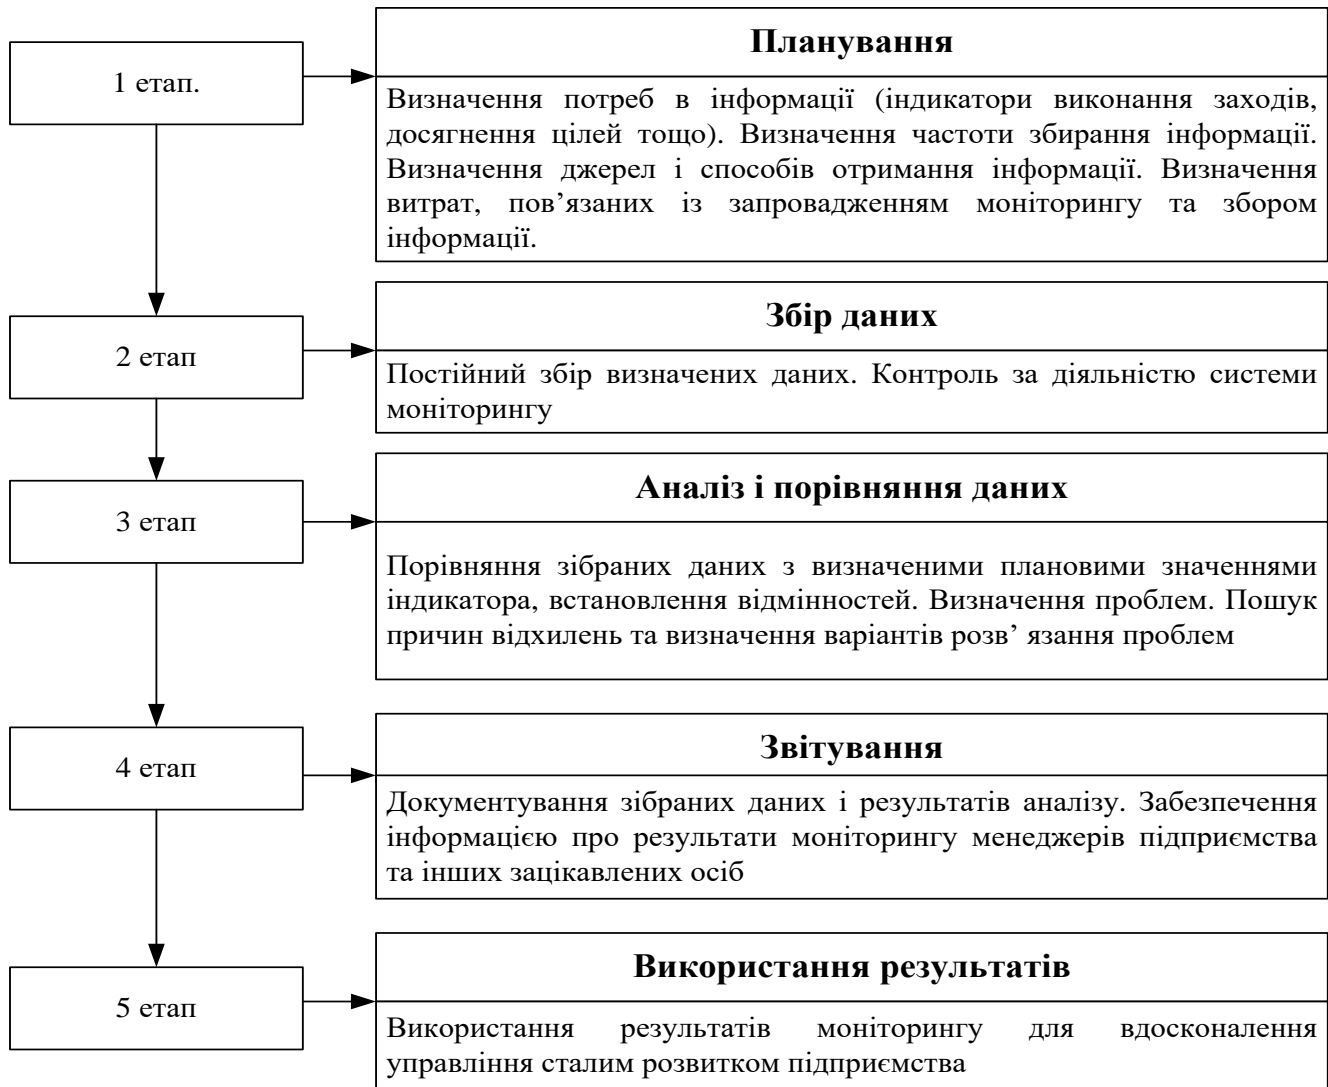 1 етап.
Планування
Визначення потреб в інформації (індикатори виконання заходів,
досягнення цілей тощо). Визначення частоти збирання інформації.
Визначення джерел і способів отримання інформації. Визначення
витрат, пов’язаних із запровадженням моніторингу та збором
інформації.
2 етап
Збір даних
Постійний збір визначених даних. Контроль за діяльністю системи
моніторингу
3 етап
Аналіз і порівняння даних
Порівняння зібраних даних з визначеними плановими значеннями
індикатора, встановлення відмінностей. Визначення проблем. Пошук
причин відхилень та визначення варіантів розв’ язання проблем
4 етап
Звітування
Документування зібраних даних і результатів аналізу. Забезпечення
інформацією про результати моніторингу менеджерів підприємства
та інших зацікавлених осіб
5 етап
Використання результатів
Використання результатів моніторингу для вдосконалення
управління сталим розвитком підприємства